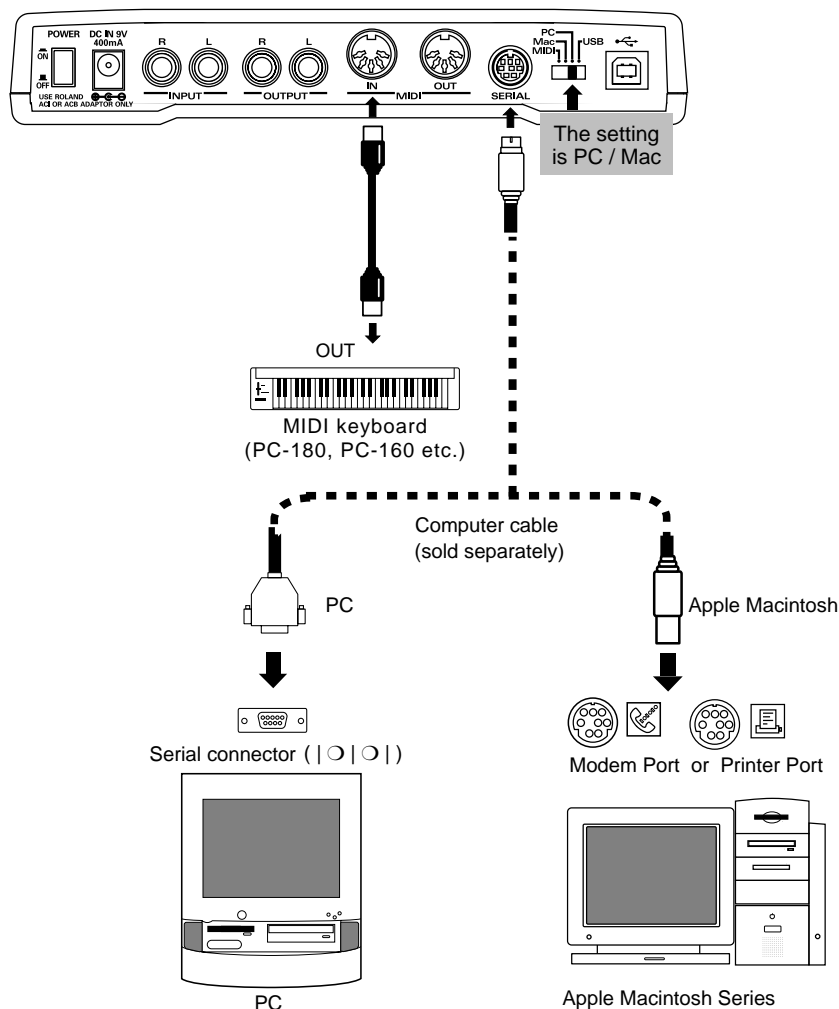 POWER
ON
OFF
DC IN 9V
400mA
USE ROLAND
ACI OR ACB ADAPTOR ONLY
R L
INPUT
R L
OUTPUT
IN OUT
MIDI
SERIAL
PC
Mac
MIDI
USB
The setting
is PC / Mac
OUT
MIDI keyboard
(PC-180, PC-160 etc.)
Computer cable
(sold separately)
PC
Apple Macintosh
Serial connector ( | ❍ | ❍ | )
Modem Port or Printer Port
PC
Apple Macintosh Series